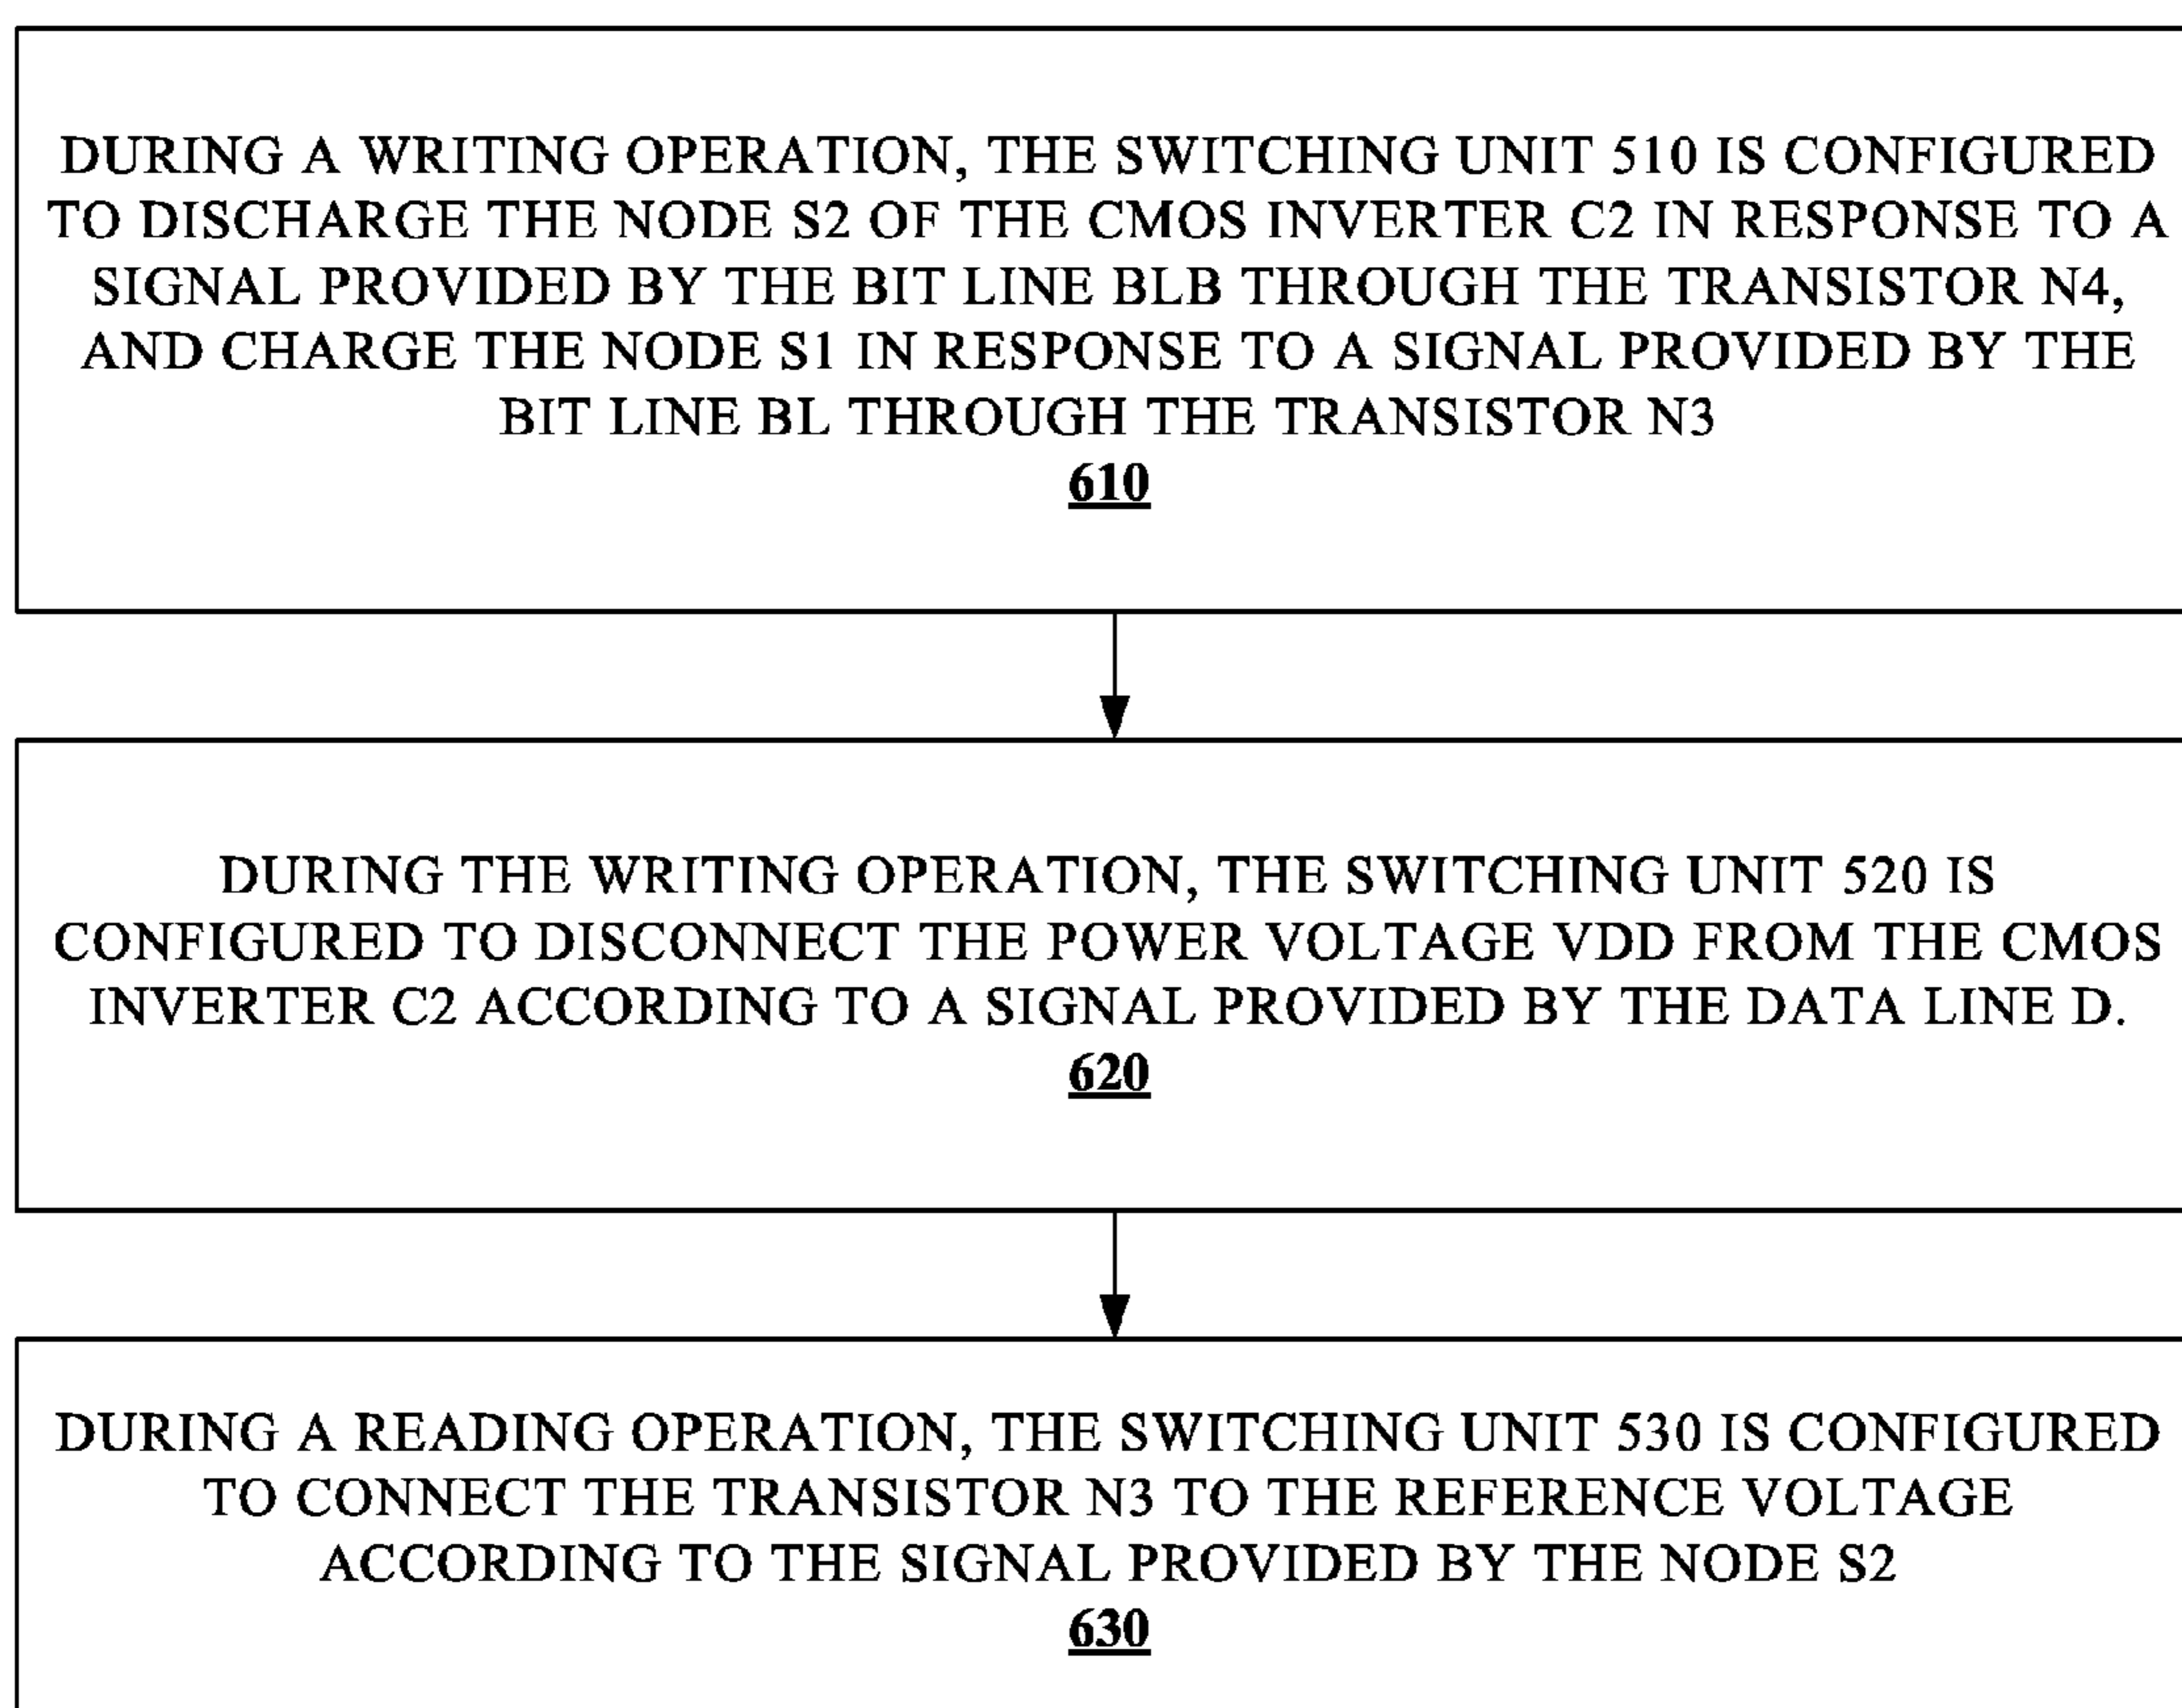 DURING A WRITING OPERATION, THE SWITCHING UNIT 510 IS CONFIGURED
TO DISCHARGE THE NODE S2 OF THE CMOS INVERTER C2 IN RESPONSE TO A
SIGNAL PROVIDED BY THE BIT LINE BLB THROUGH THE TRANSISTOR N4,
AND CHARGE THE NODE S1 IN RESPONSE TO A SIGNAL PROVIDED BY THE
BIT LINE BL THROUGH THE TRANSISTOR N3
610
DURING THE WRITING OPERATION, THE SWITCHING UNIT 520 IS
CONFIGURED TO DISCONNECT THE POWER VOLTAGE VDD FROM THE CMOS
INVERTER C2 ACCORDING TO A SIGNAL PROVIDED BY THE DATA LINE D.
620
DURING A READING OPERATION, THE SWITCHING UNIT 530 IS CONFIGURED
TO CONNECT THE TRANSISTOR N3 TO THE REFERENCE VOLTAGE
ACCORDING TO THE SIGNAL PROVIDED BY THE NODE S2
630